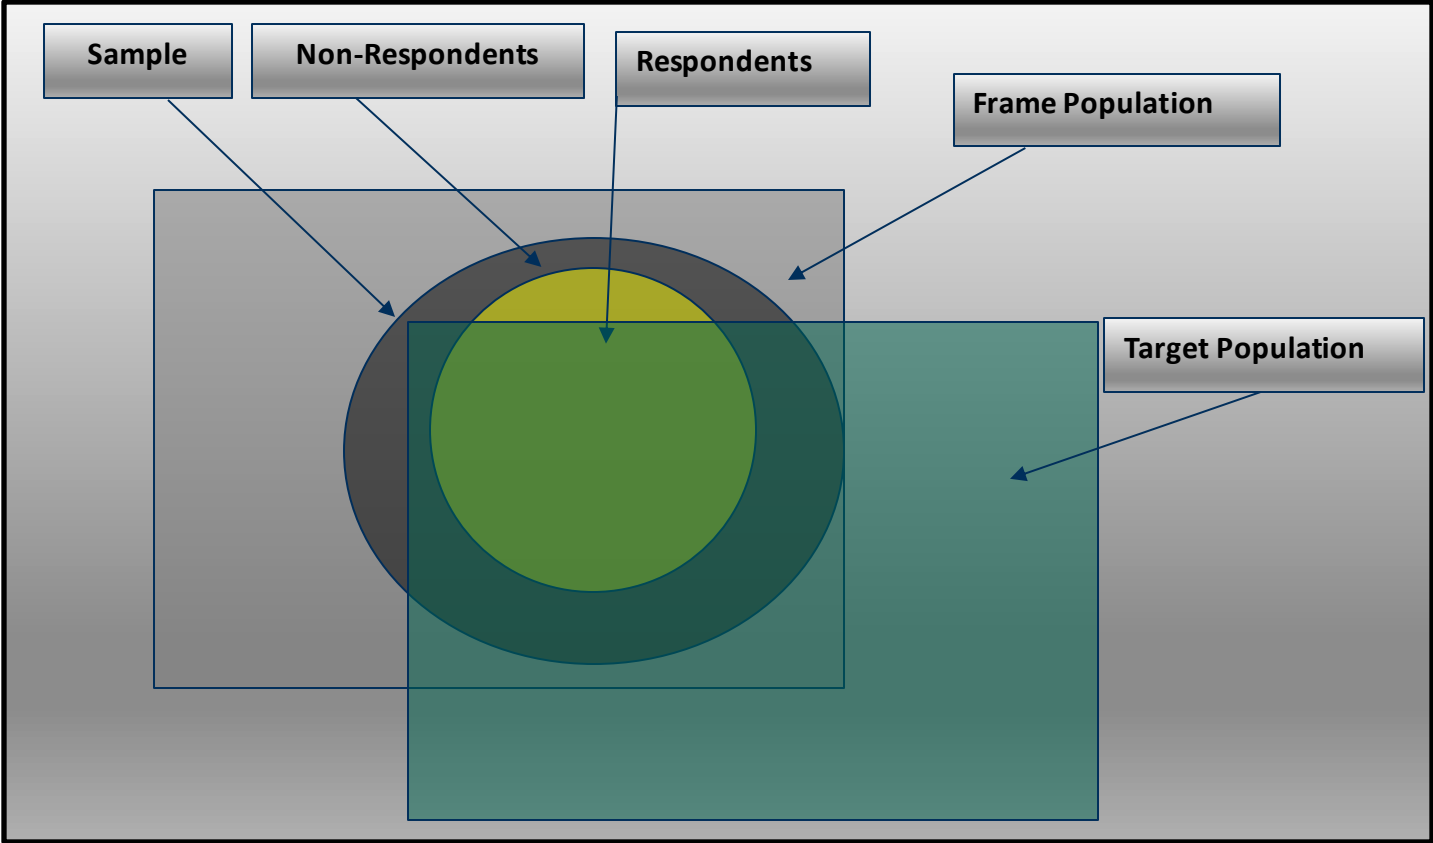 Sample
Non-Respondents
Respondents
Frame Population
Target Population